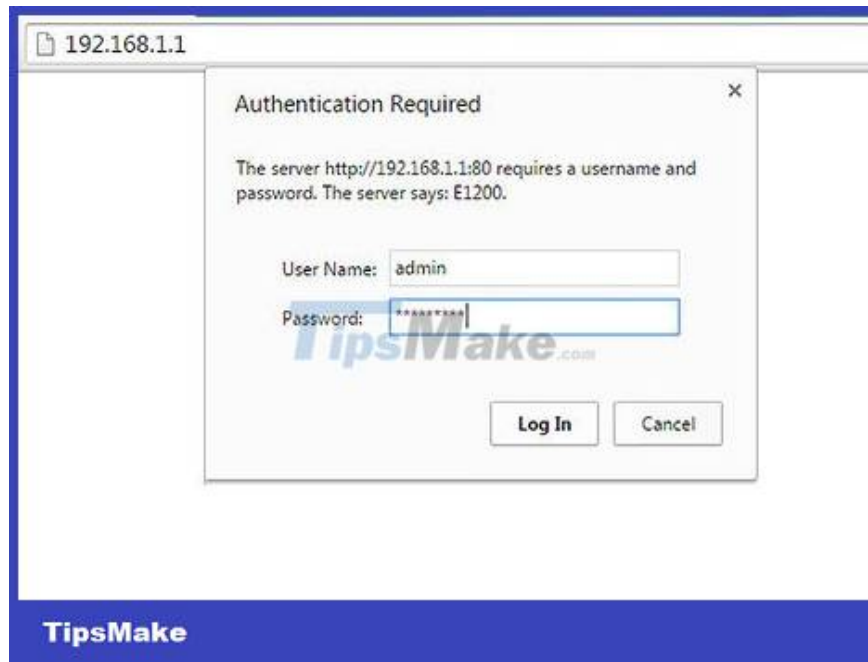 192.168.1.1
Authentication Required
The server http://192.168.1.1:80 requires a username and
password. The server says: E1200.
User Name: admin
Password: *********
TipsMake.com
Log In Cancel
TipsMake